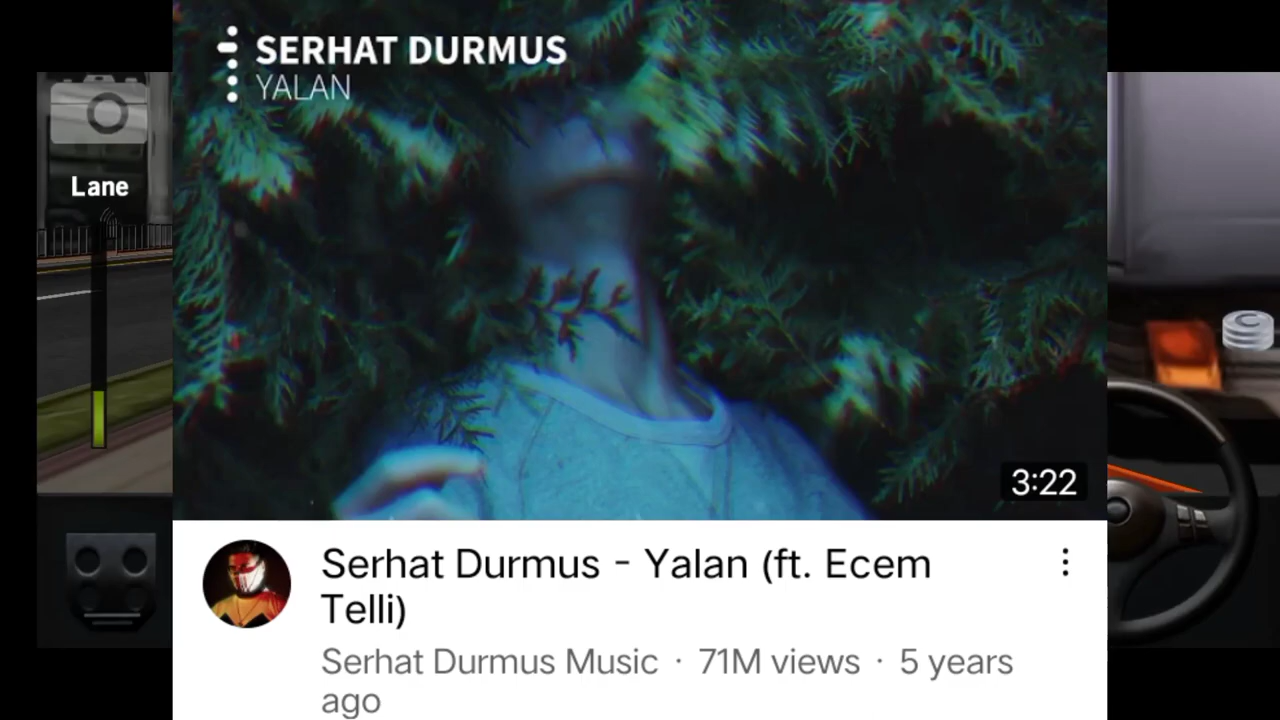 SERHAT DURMUS
YALAN
Lane
C
3:22
Serhat Durmus - Yalan (ft. Ecem
Telli)
Serhat Durmus Music · 71M views · 5 years
ago